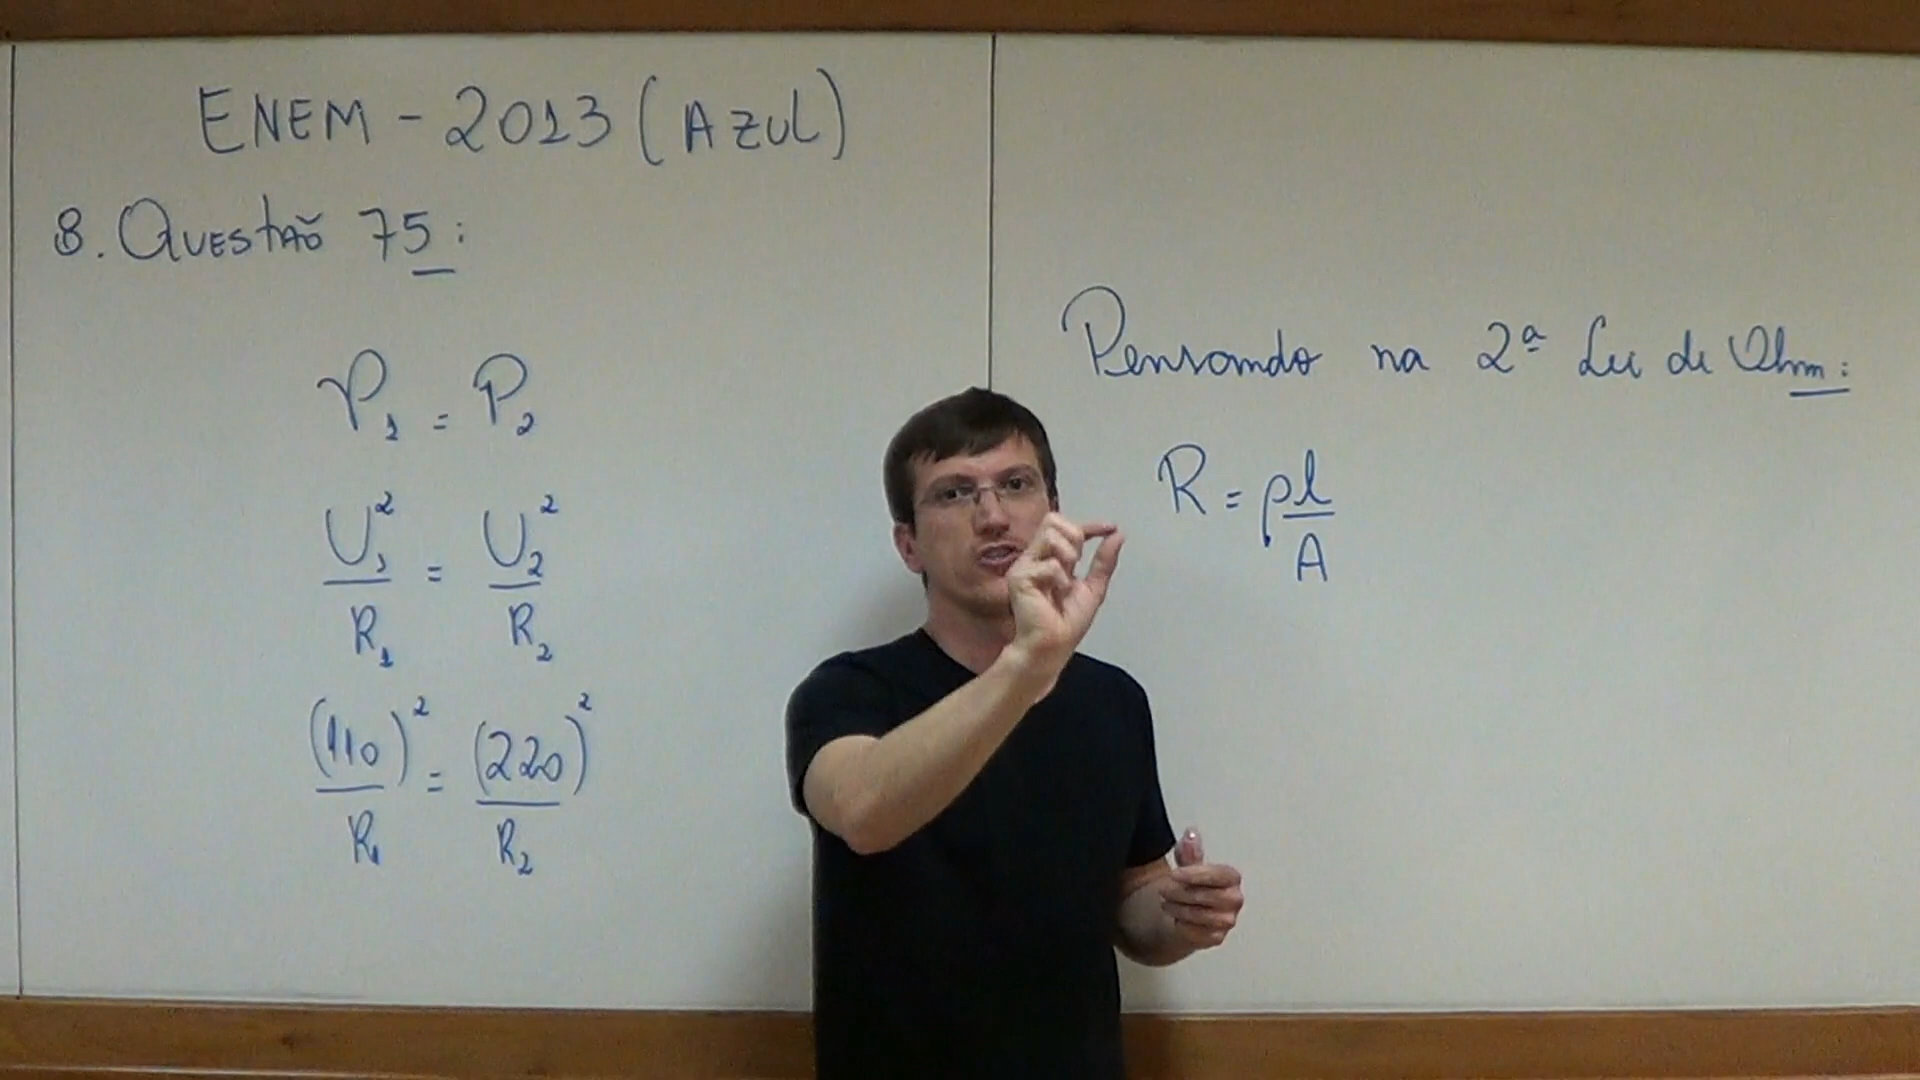 ENEM - 2013 (AZUL)
8. QUESTÃO 75:
P₁ = P₂
U₁²/R₁ = U₂²/R₂
(110)²/R₁ = (220)²/R₂
Pensando na 2ª Lei de Ohm:
R = ρl/A